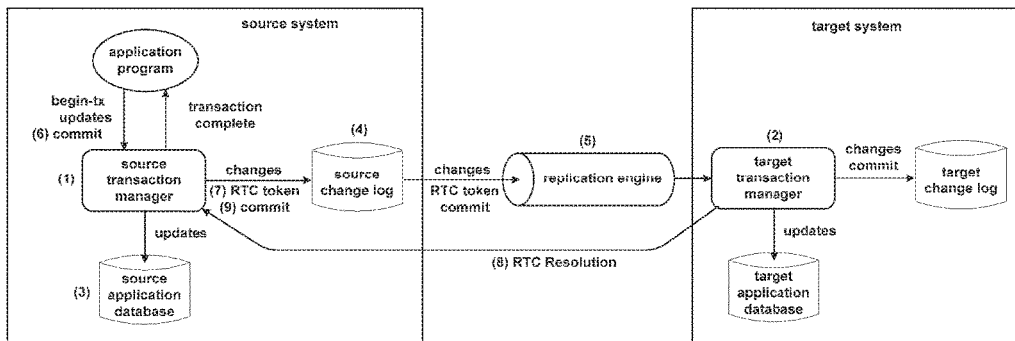 source system
target system
application
program
begin-tx
updates
(6) commit
transaction
complete
(1)
source
transaction
manager
changes
(7) RTC token
(9) commit
(4)
source
change log
changes
RTC token
commit
(5)
replication engine
(2)
target
transaction
manager
changes
commit
target
change log
updates
(8) RTC Resolution
updates
(3)
source
application
database
target
application
database